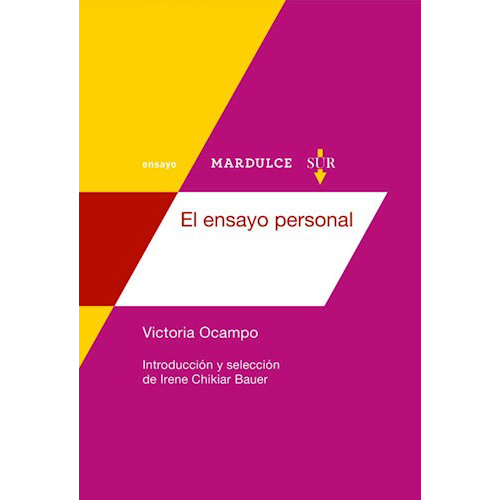 ensayo MARDULCE SUR
El ensayo personal
Victoria Ocampo
Introducción y selección
de Irene Chikiar Bauer